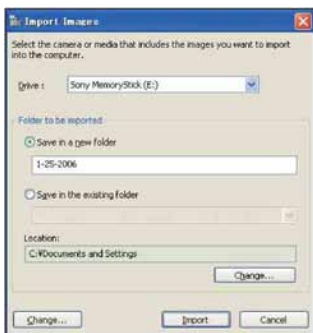 Import Images
Select the camera or media that includes the images you want to import
into the computer.
Drive :
Sony MemoryStick (E:)
Folder to be imported
Save in a new folder
1-25-2006
Save in the existing folder
Location:
C:¥Documents and Settings
Change...
Change...
Import
Cancel